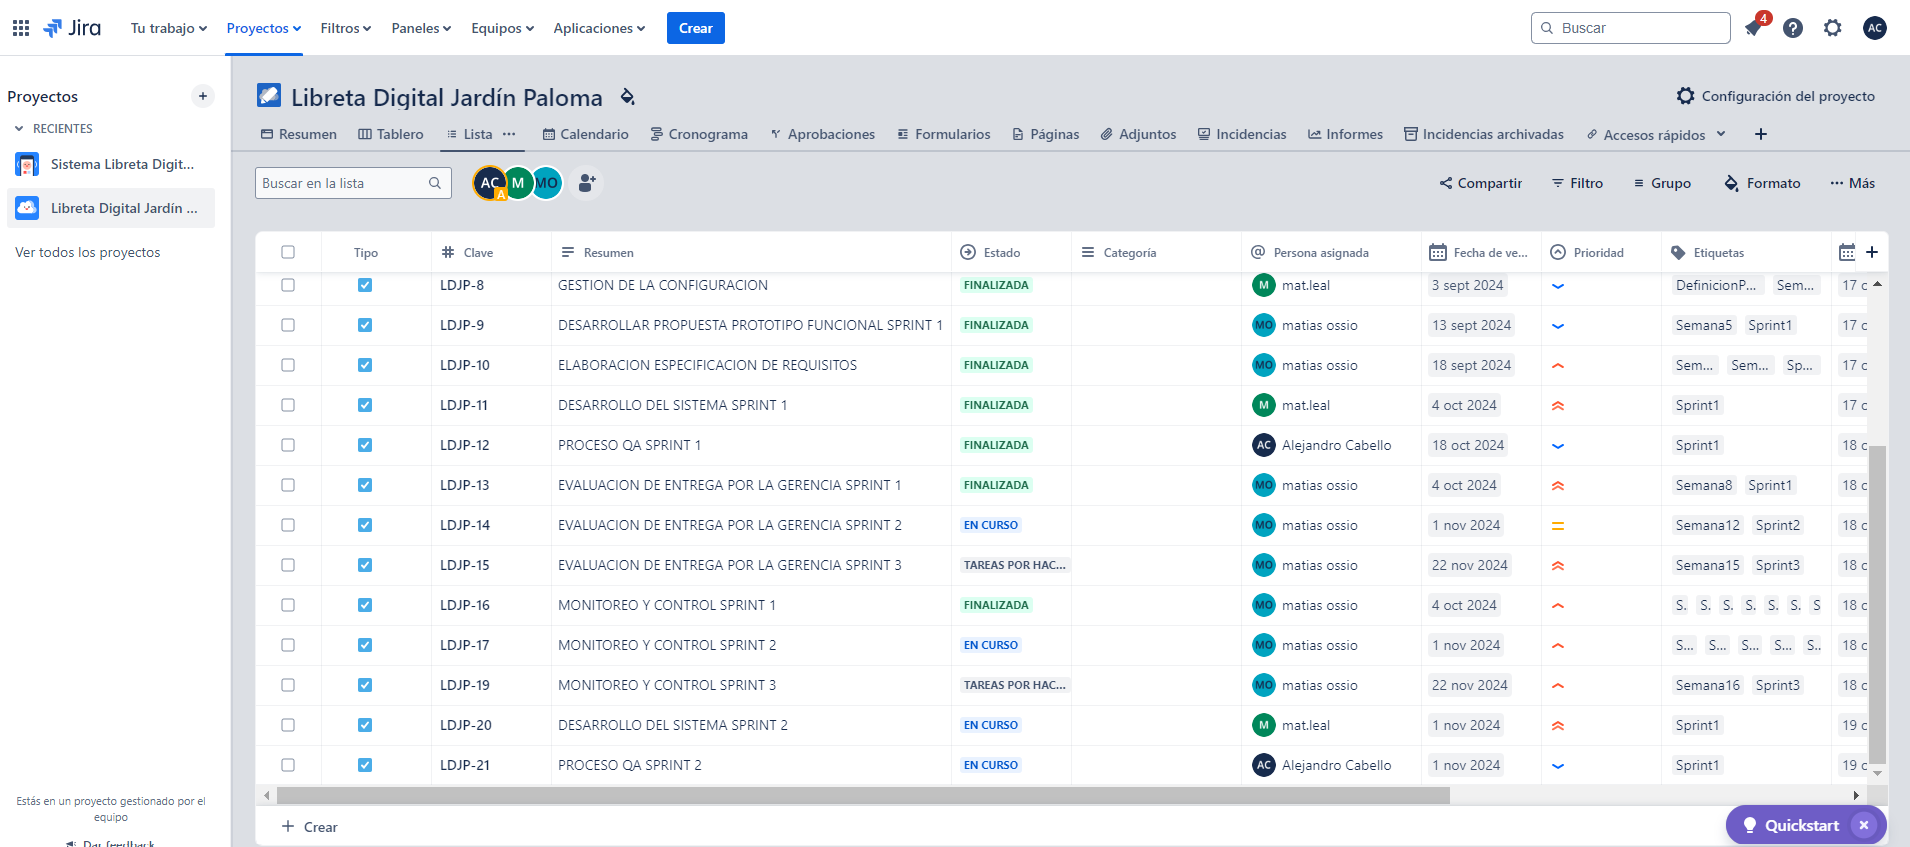 Jira
Tu trabajo
Proyectos
Filtros
Paneles
Equipos
Aplicaciones
Crear
Buscar
4
AC
Proyectos
RECIENTES
Sistema Libreta Digit...
Libreta Digital Jardín ...
Ver todos los proyectos
Estás en un proyecto gestionado por el
equipo
Dar feedback
Libreta Digital Jardín Paloma
Configuración del proyecto
Resumen
Tablero
Lista
Calendario
Cronograma
Aprobaciones
Formularios
Páginas
Adjuntos
Incidencias
Informes
Incidencias archivadas
Accesos rápidos
Buscar en la lista
AC A M MO
Compartir
Filtro
Grupo
Formato
Más
Tipo Clave Resumen Estado Categoría Persona asignada Fecha de ve... Prioridad Etiquetas
LDJP-8 GESTION DE LA CONFIGURACION FINALIZADA M mat.leal 3 sept 2024 DefinicionP... Sem... 17 c
LDJP-9 DESARROLLAR PROPUESTA PROTOTIPO FUNCIONAL SPRINT 1 FINALIZADA MO matias ossio 13 sept 2024 Semana5 Sprint1 17 c
LDJP-10 ELABORACION ESPECIFICACION DE REQUISITOS FINALIZADA MO matias ossio 18 sept 2024 Sem... Sem... Sp... 17 c
LDJP-11 DESARROLLO DEL SISTEMA SPRINT 1 FINALIZADA M mat.leal 4 oct 2024 Sprint1 17 c
LDJP-12 PROCESO QA SPRINT 1 FINALIZADA AC Alejandro Cabello 18 oct 2024 Sprint1 18 c
LDJP-13 EVALUACION DE ENTREGA POR LA GERENCIA SPRINT 1 FINALIZADA MO matias ossio 4 oct 2024 Semana8 Sprint1 18 c
LDJP-14 EVALUACION DE ENTREGA POR LA GERENCIA SPRINT 2 EN CURSO MO matias ossio 1 nov 2024 Semana12 Sprint2 18 c
LDJP-15 EVALUACION DE ENTREGA POR LA GERENCIA SPRINT 3 TAREAS POR HAC... MO matias ossio 22 nov 2024 Semana15 Sprint3 18 c
LDJP-16 MONITOREO Y CONTROL SPRINT 1 FINALIZADA MO matias ossio 4 oct 2024 S. S. S. S. S. S. S 18 c
LDJP-17 MONITOREO Y CONTROL SPRINT 2 EN CURSO MO matias ossio 1 nov 2024 S... S... S... S... S.. 18 c
LDJP-19 MONITOREO Y CONTROL SPRINT 3 TAREAS POR HAC... MO matias ossio 22 nov 2024 Semana16 Sprint3 18 c
LDJP-20 DESARROLLO DEL SISTEMA SPRINT 2 EN CURSO M mat.leal 1 nov 2024 Sprint1 19 c
LDJP-21 PROCESO QA SPRINT 2 EN CURSO AC Alejandro Cabello 1 nov 2024 Sprint1 19 c
Crear
Quickstart